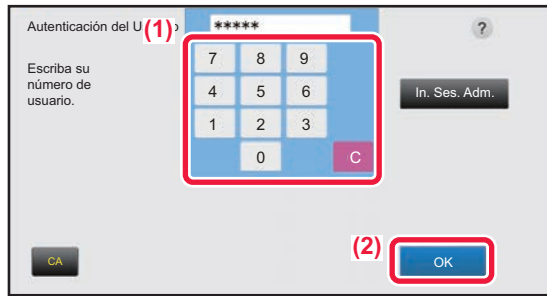 Autenticación del U o
(1)
*****
?
Escriba su
número de
usuario.
7 8 9
4 5 6
1 2 3
0 C
In. Ses. Adm.
(2)
CA
OK